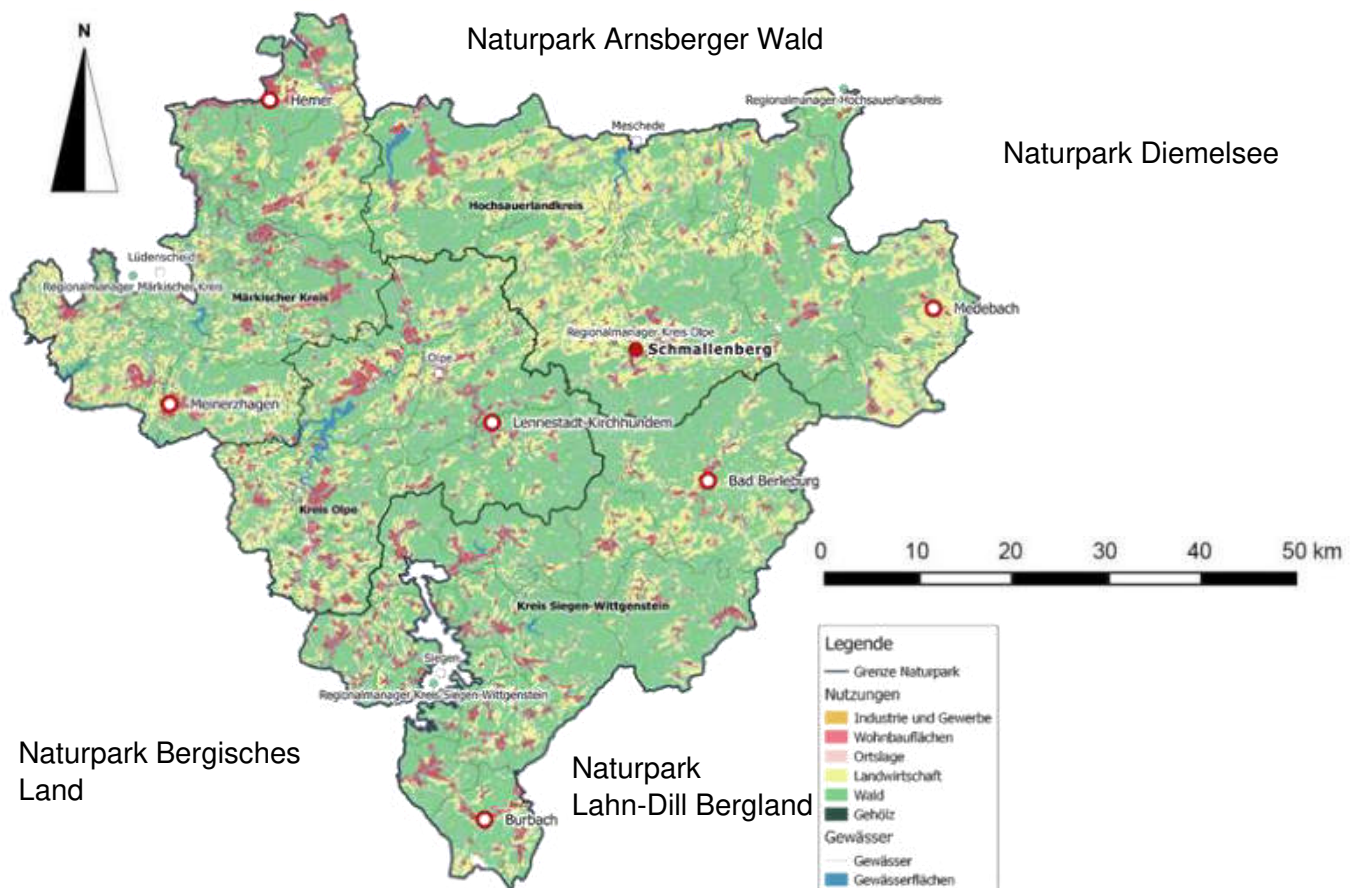 N
Naturpark Arnsberger Wald
Hemer
Regionalmanager Hochsauerlandkreis
Meschede
Naturpark Diemelsee
Hochsauerlandkreis
Lüdenscheid
Regionalmanager Märkischer Kreis
Märkischer Kreis
Medebach
Regionalmanager Kreis Olpe
Schmallenberg
Olpe
Meinerzhagen
Lennestadt-Kirchhundem
Bad Berleburg
Kreis Olpe
0 10 20 30 40 50 km
Kreis Siegen-Wittgenstein
Siegen
Regionalmanager Kreis Siegen-Wittgenstein
Legende
Grenze Naturpark
Nutzungen
Industrie und Gewerbe
Wohnbauflächen
Ortslage
Landwirtschaft
Wald
Gehölz
Gewässer
Gewässer
Gewässerflächen
Naturpark Bergisches
Land
Naturpark
Lahn-Dill Bergland
Burbach